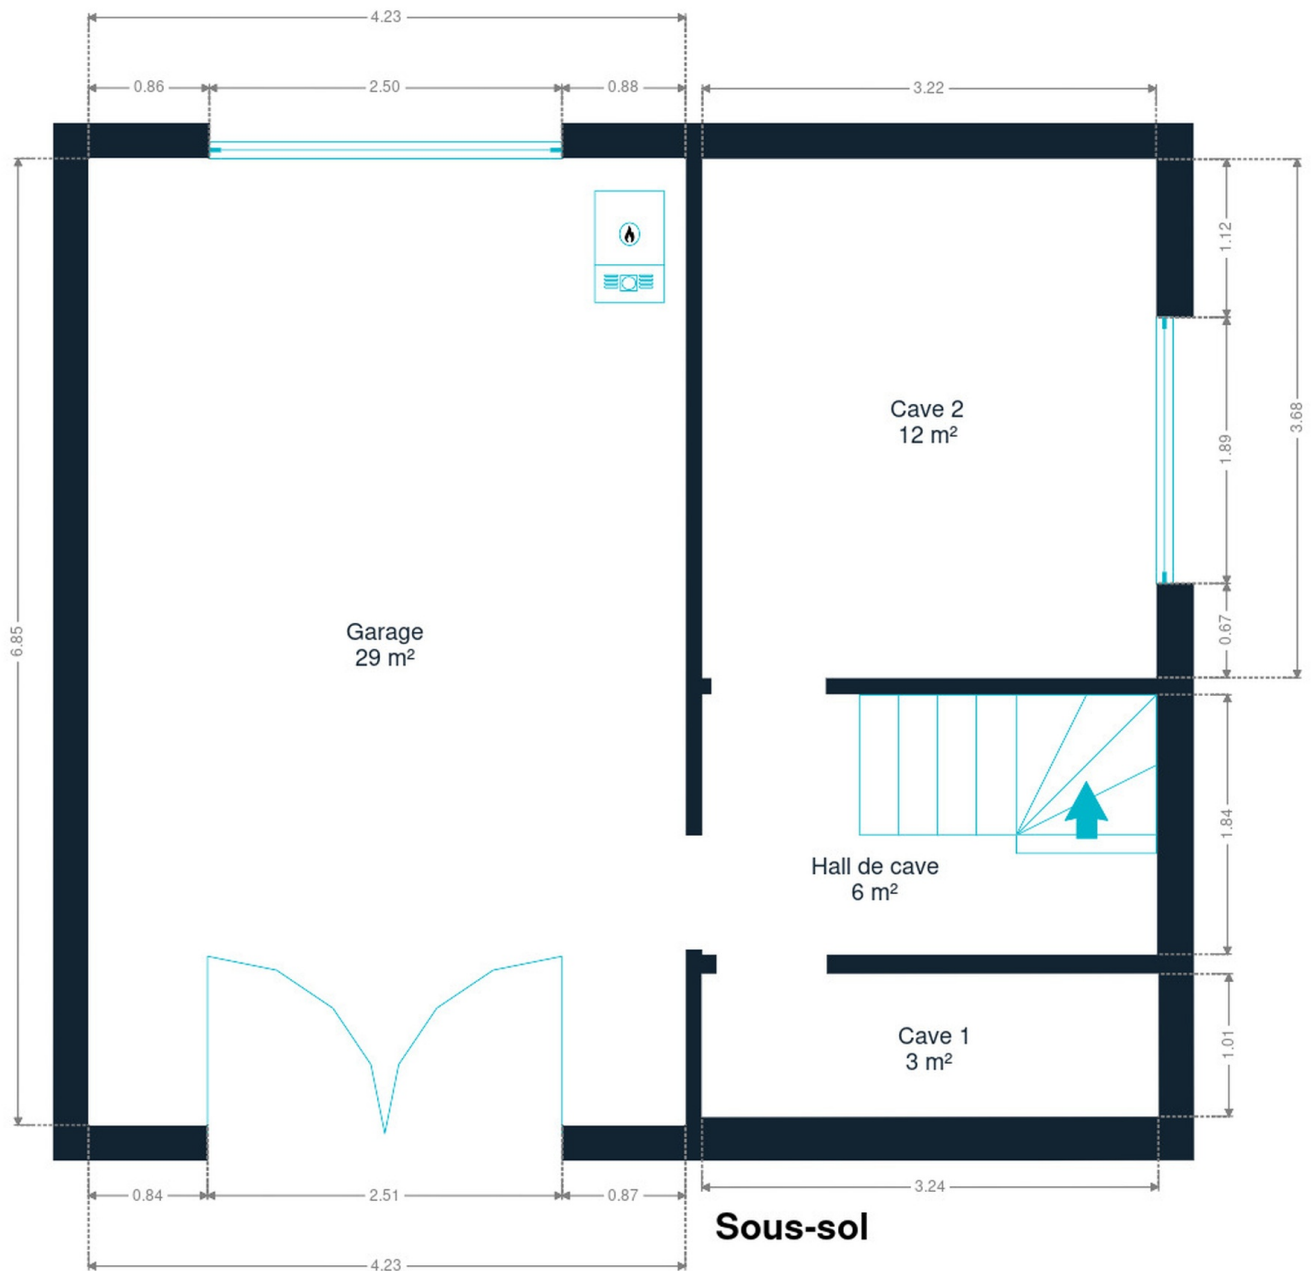 4.23
0.86
2.50
0.88
3.22
1.12
3.68
Cave 2
12 m²
1.89
Garage
29 m²
6.85
0.67
1.84
Hall de cave
6 m²
Cave 1
3 m²
1.01
0.84
2.51
0.87
3.24
Sous-sol
4.23